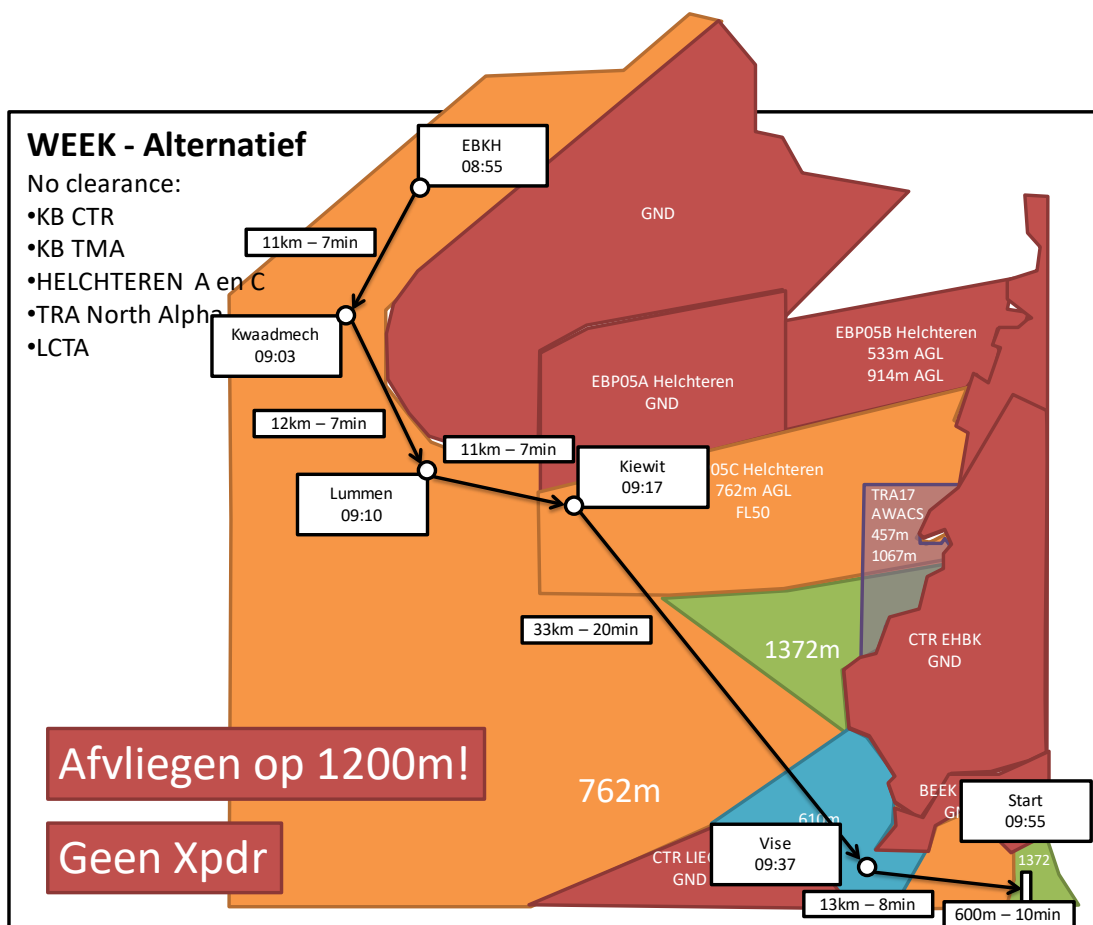 WEEK - Alternatief
No clearance:
•KB CTR
•KB TMA
•HELCHTEREN A en C
•TRA North Alpha
•LCTA
EBKH
08:55
11km – 7min
GND
Kwaadmech
09:03
EBP05B Helchteren
533m AGL
914m AGL
EBP05A Helchteren
GND
12km – 7min
11km – 7min
Lummen
09:10
Kiewit
09:17
05C Helchteren
762m AGL
FL50
TRA17
AWACS
457m
1067m
33km – 20min
1372m
CTR EHBK
GND
Afvliegen op 1200m!
762m
Geen Xpdr
610m
BEEK
Start
09:55
Vise
09:37
CTR LIE
GND
1372
13km – 8min
600m – 10min